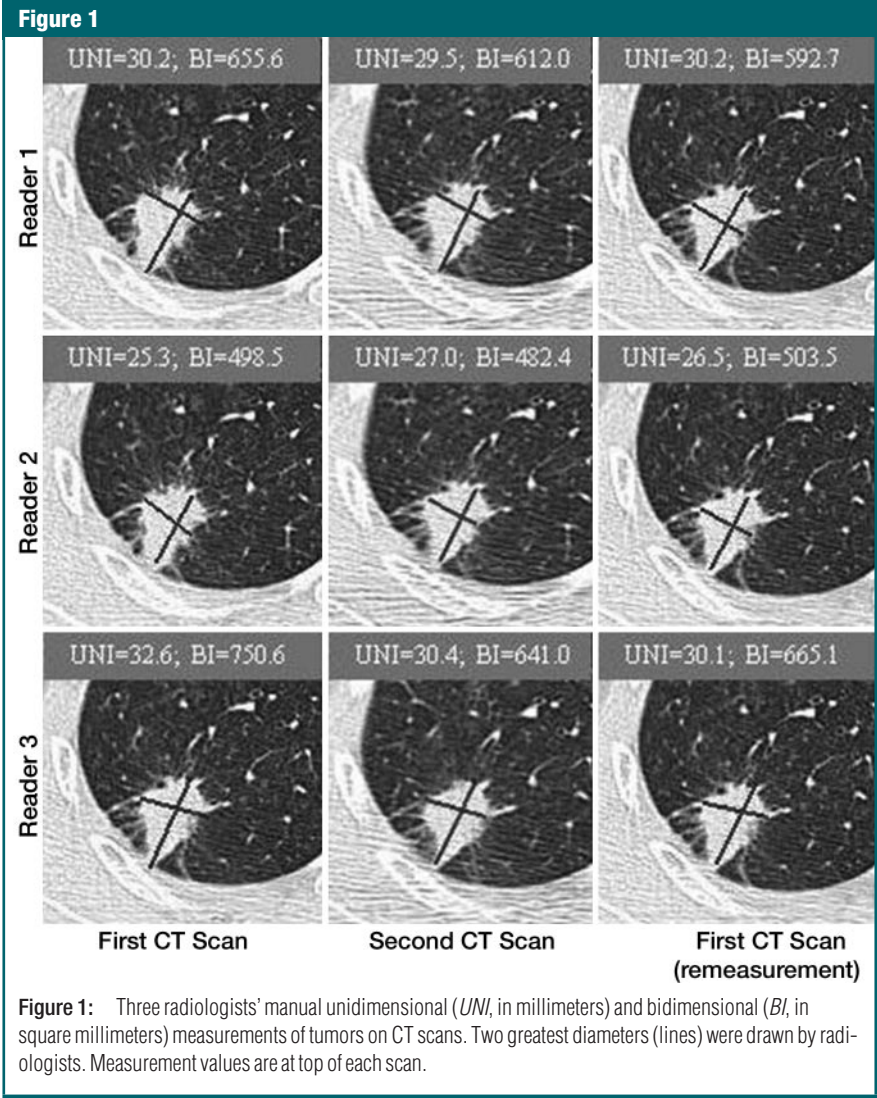 Figure 1
UNI=30.2; BI=655.6
UNI=29.5; BI=612.0
UNI=30.2; BI=592.7
Reader 1
UNI=25.3; BI=498.5
UNI=27.0; BI=482.4
UNI=26.5; BI=503.5
Reader 2
UNI=32.6; BI=750.6
UNI=30.4; BI=641.0
UNI=30.1; BI=665.1
Reader 3
First CT Scan
Second CT Scan
First CT Scan
(remeasurement)
Figure 1: Three radiologists’ manual unidimensional (UNI, in millimeters) and bidimensional (BI, in
square millimeters) measurements of tumors on CT scans. Two greatest diameters (lines) were drawn by radi-
ologists. Measurement values are at top of each scan.